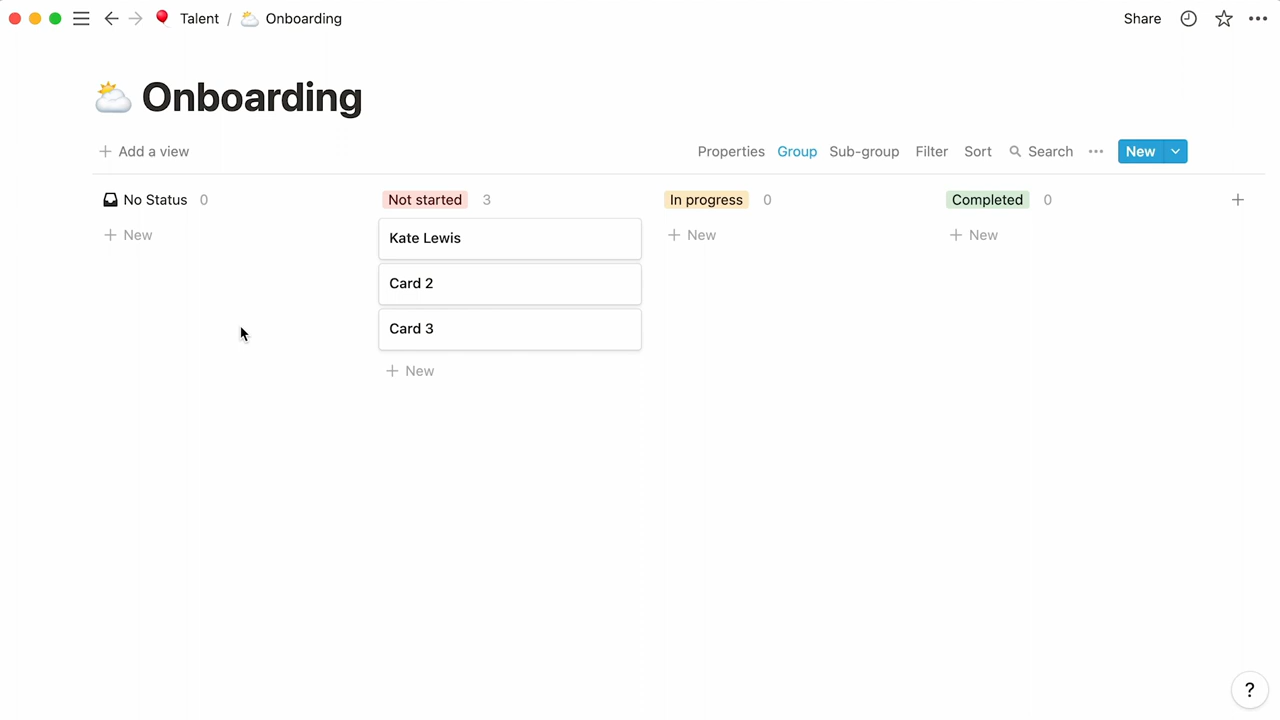 Talent / Onboarding
Share
Onboarding
Add a view
Properties Group Sub-group Filter Sort Search New
No Status 0
New
Not started 3
Kate Lewis
Card 2
Card 3
New
In progress 0
New
Completed 0
New
?